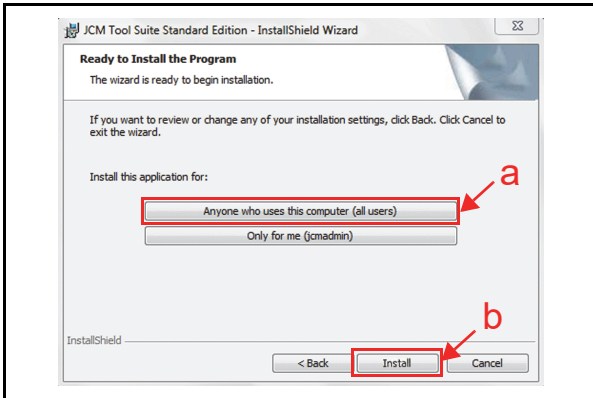 JCM Tool Suite Standard Edition - InstallShield Wizard
Ready to Install the Program
The wizard is ready to begin installation.
If you want to review or change any of your installation settings, click Back. Click Cancel to
exit the wizard.
Install this application for:
a
Anyone who uses this computer (all users)
Only for me (jcmadmin)
b
InstallShield
< Back
Install
Cancel